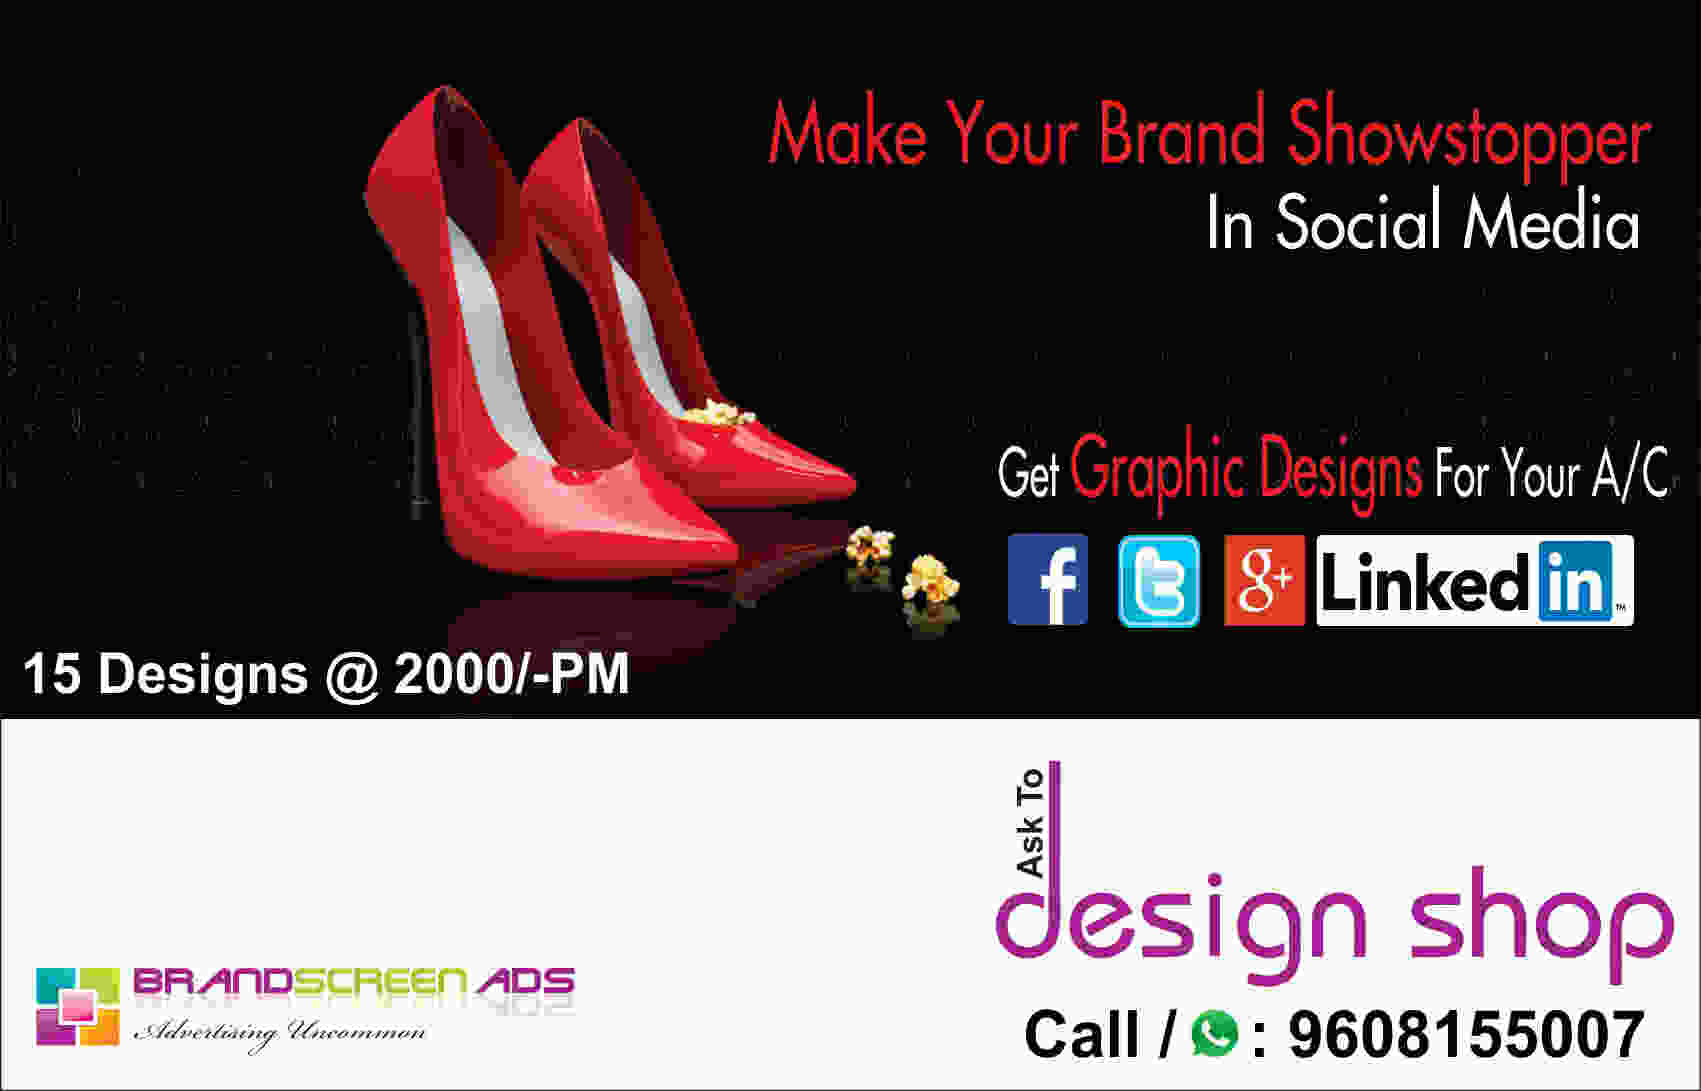 Make Your Brand Showstopper
In Social Media
Get Graphic Designs For Your A/C
f t g+ Linkedin™
15 Designs @ 2000/-PM
Ask To
design shop
BRANDSCREEN ADS
Advertising Uncommon
Call / : 9608155007